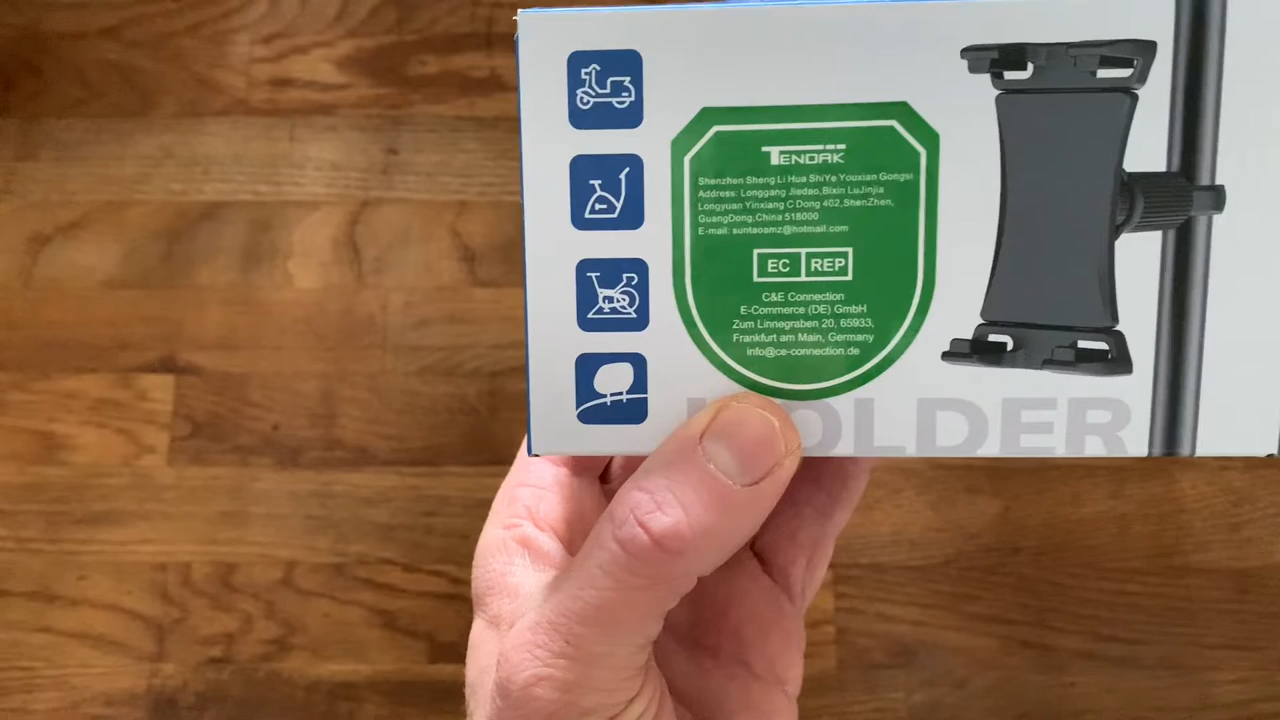 TENDAK
Shenzhen Sheng Li Hua ShiYe Youxian Gongsi
Address: Longgang Jiedao,Bixin LuJinjia
Longyuan Yinxiang C Dong 402,ShenZhen,
GuangDong,China 518000
E-mail: suntaoamz@hotmail.com
EC REP
C&E Connection
E-Commerce (DE) GmbH
Zum Linnegraben 20, 65933,
Frankfurt am Main, Germany
info@ce-connection.de
HOLDER